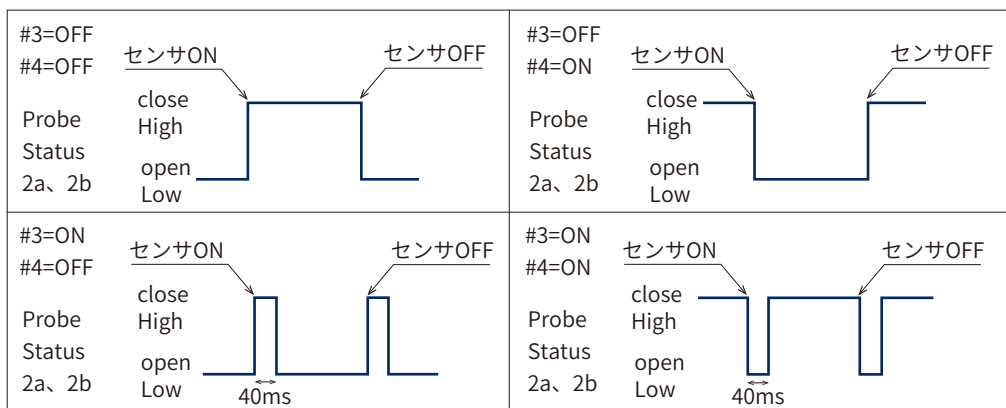 #3=OFF
#4=OFF
センサON
センサOFF
close
High
Probe
Status
2a、2b
open
Low
#3=OFF
#4=ON
センサON
センサOFF
close
High
Probe
Status
2a、2b
open
Low
#3=ON
#4=OFF
センサON
センサOFF
close
High
Probe
Status
2a、2b
open
Low
40ms
#3=ON
#4=ON
センサON
センサOFF
close
High
Probe
Status
2a、2b
open
Low
40ms